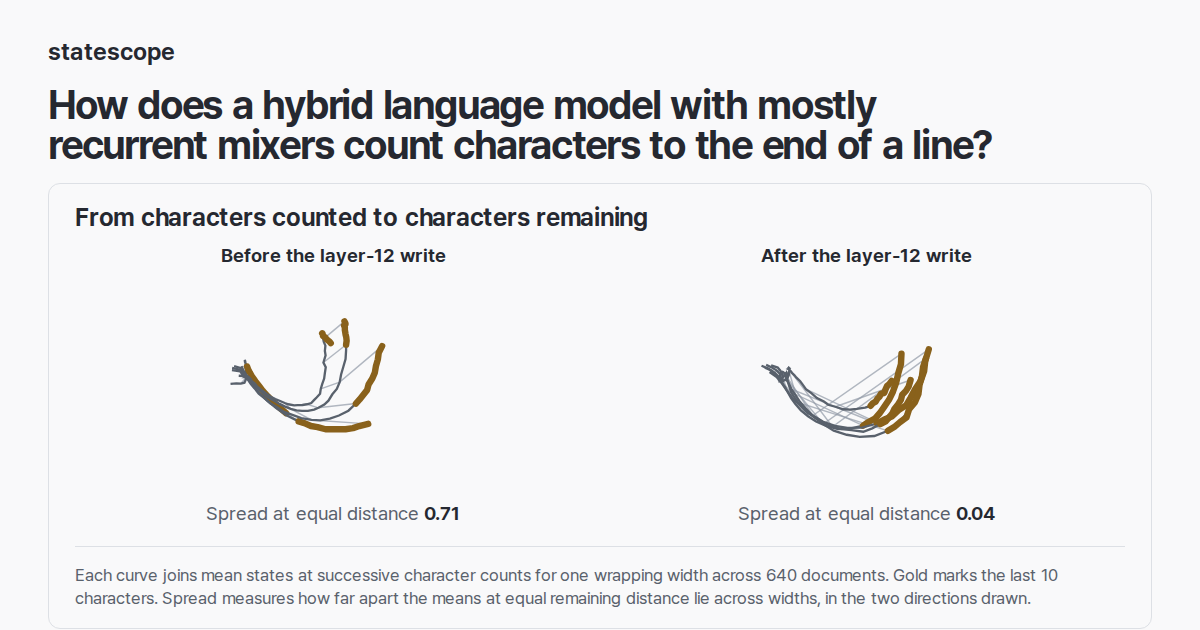 statescope
How does a hybrid language model with mostly
recurrent mixers count characters to the end of a line?
From characters counted to characters remaining
Before the layer-12 write
After the layer-12 write
Spread at equal distance 0.71
Spread at equal distance 0.04
Each curve joins mean states at successive character counts for one wrapping width across 640 documents. Gold marks the last 10
characters. Spread measures how far apart the means at equal remaining distance lie across widths, in the two directions drawn.